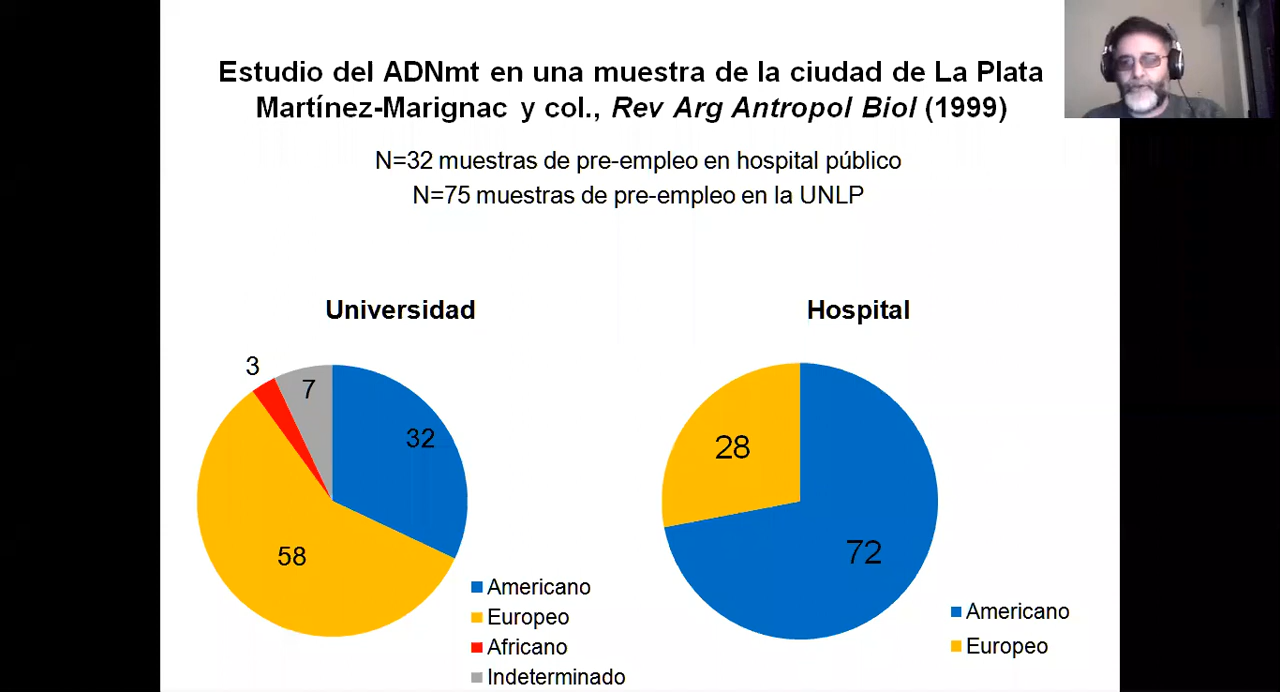 Estudio del ADNmt en una muestra de la ciudad de La Plata
Martínez-Marignac y col., Rev Arg Antropol Biol (1999)
N=32 muestras de pre-empleo en hospital público
N=75 muestras de pre-empleo en la UNLP
Universidad
3
7
32
58
Americano
Europeo
Africano
Indeterminado
Hospital
28
72
Americano
Europeo